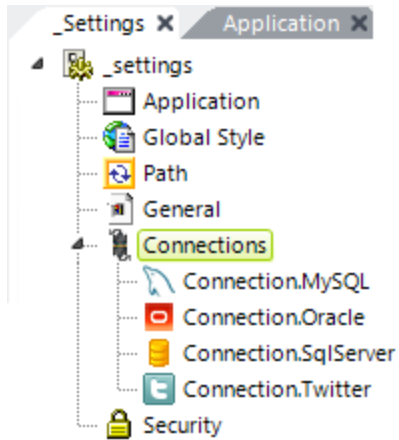 _Settings Application
_settings
Application
Global Style
Path
General
Connections
Connection.MySQL
Connection.Oracle
Connection.SqlServer
Connection.Twitter
Security